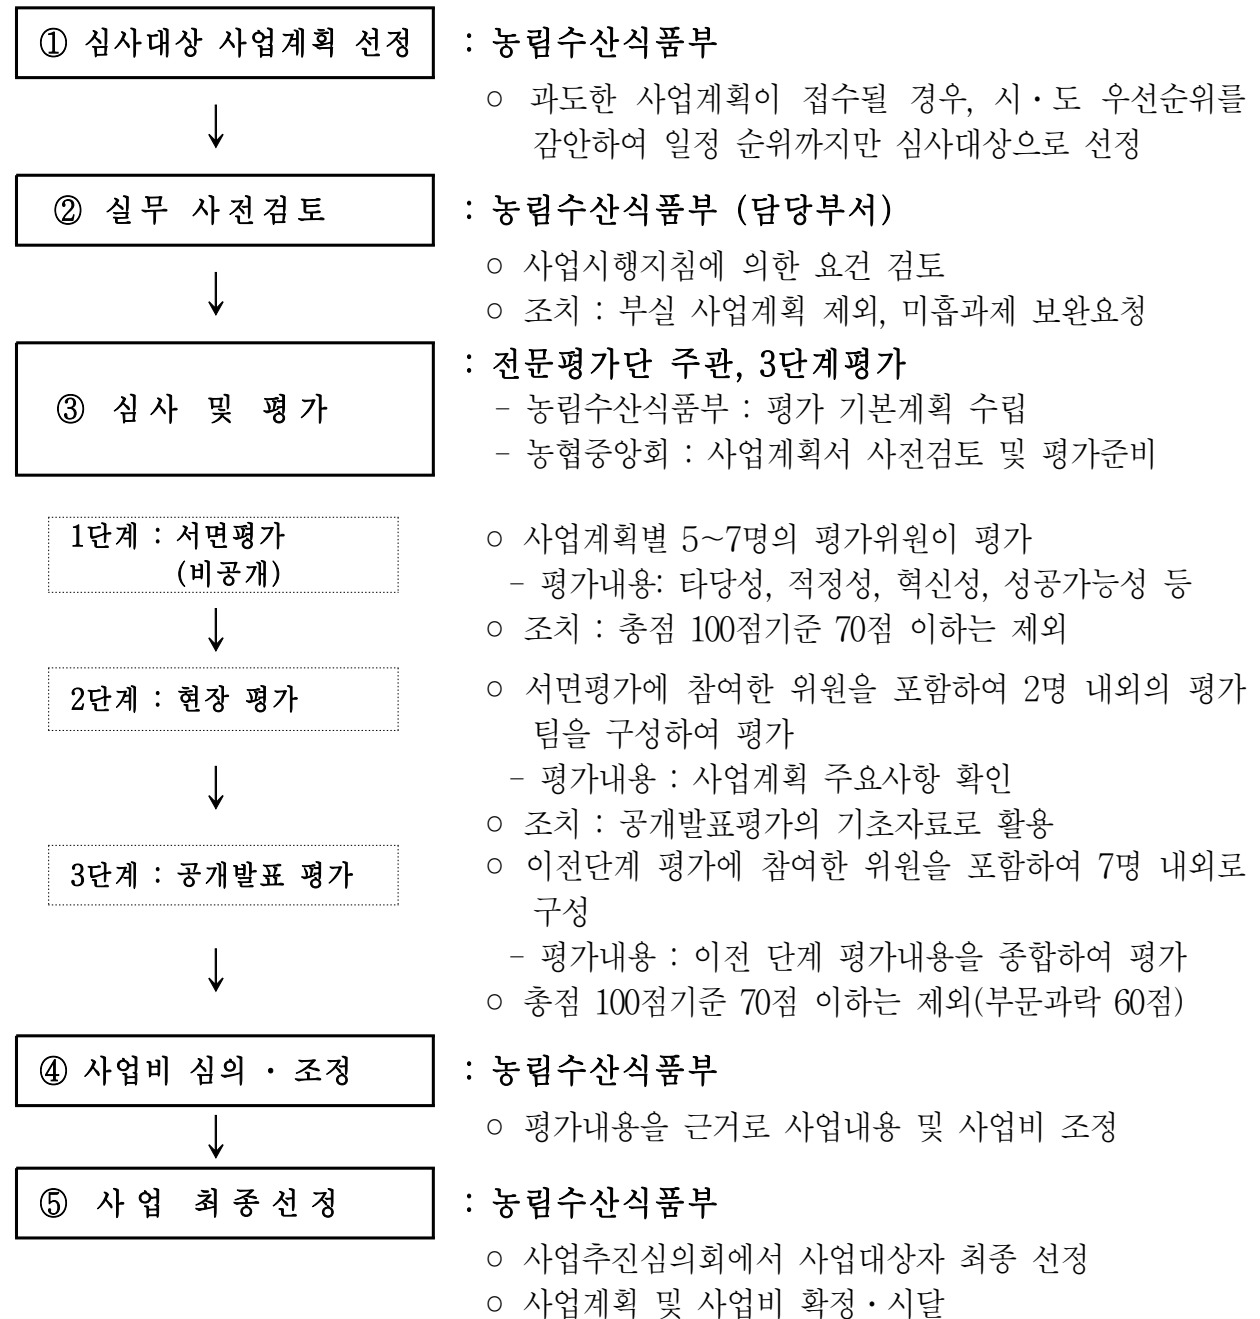 ① 심사대상 사업계획 선정 : 농림수산식품부
○ 과도한 사업계획이 접수될 경우, 시・도 우선순위를
감안하여 일정 순위까지만 심사대상으로 선정
↓
② 실무 사전검토 : 농림수산식품부 (담당부서)
○ 사업시행지침에 의한 요건 검토
↓
○ 조치 : 부실 사업계획 제외, 미흡과제 보완요청
③ 심사 및 평가 : 전문평가단 주관, 3단계평가
- 농림수산식품부 : 평가 기본계획 수립
- 농협중앙회 : 사업계획서 사전검토 및 평가준비
1단계 : 서면평가
(비공개)
○ 사업계획별 5~7명의 평가위원이 평가
- 평가내용: 타당성, 적정성, 혁신성, 성공가능성 등
↓
○ 조치 : 총점 100점기준 70점 이하는 제외
2단계 : 현장 평가
○ 서면평가에 참여한 위원을 포함하여 2명 내외의 평가
팀을 구성하여 평가
- 평가내용 : 사업계획 주요사항 확인
↓
○ 조치 : 공개발표평가의 기초자료로 활용
3단계 : 공개발표 평가
○ 이전단계 평가에 참여한 위원을 포함하여 7명 내외로
구성
- 평가내용 : 이전 단계 평가내용을 종합하여 평가
↓
○ 총점 100점기준 70점 이하는 제외(부문과락 60점)
④ 사업비 심의・조정 : 농림수산식품부
○ 평가내용을 근거로 사업내용 및 사업비 조정
↓
⑤ 사업 최종선정 : 농림수산식품부
○ 사업추진심의회에서 사업대상자 최종 선정
○ 사업계획 및 사업비 확정・시달